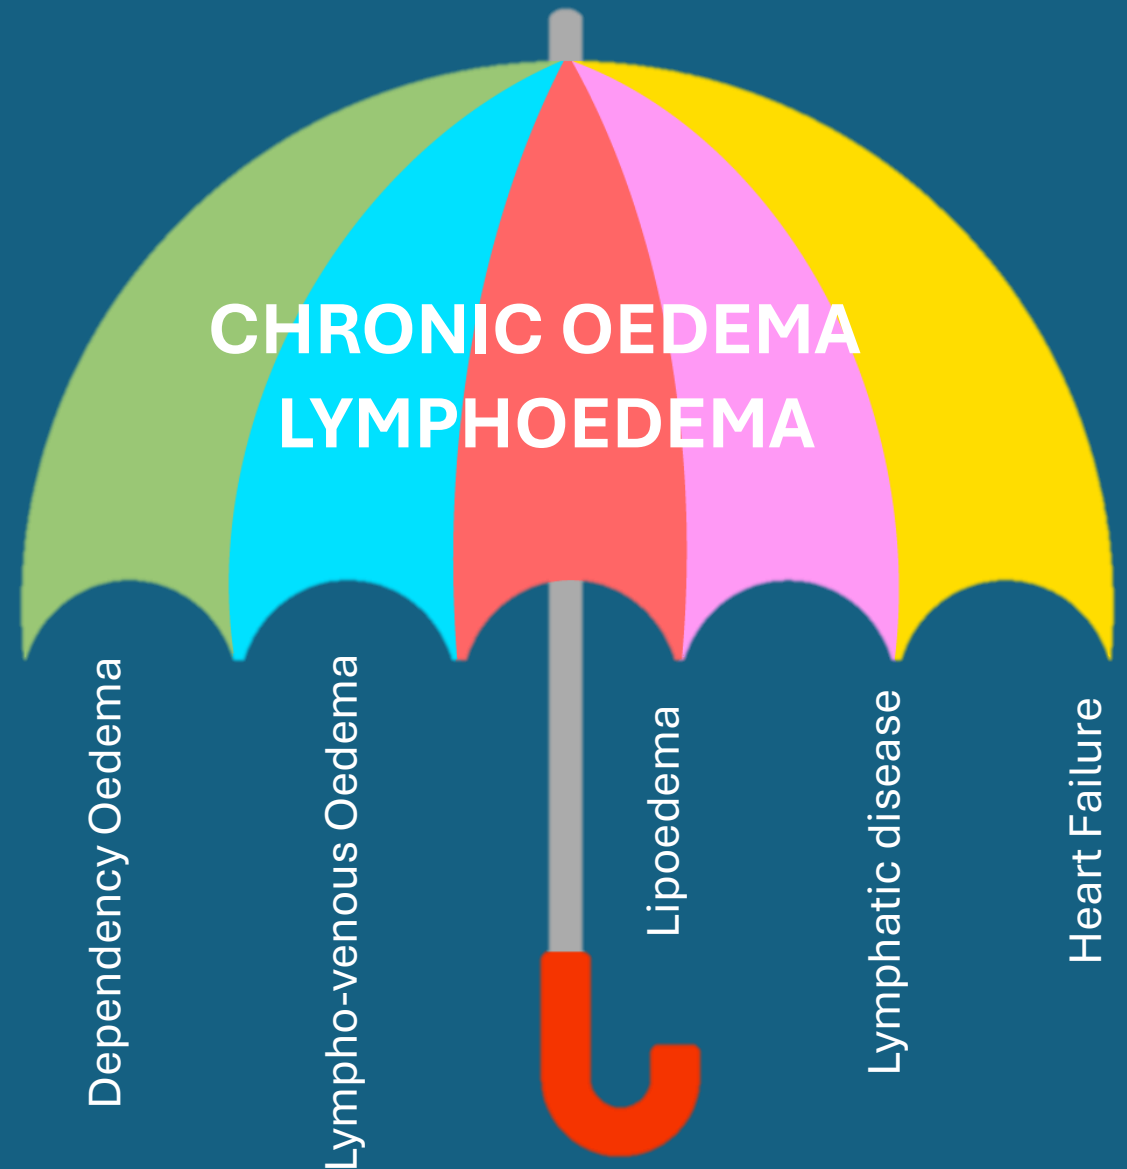 CHRONIC OEDEMA
LYMPHOEDEMA
Dependency Oedema
Lympho-venous Oedema
Lipoedema
Lymphatic disease
Heart Failure